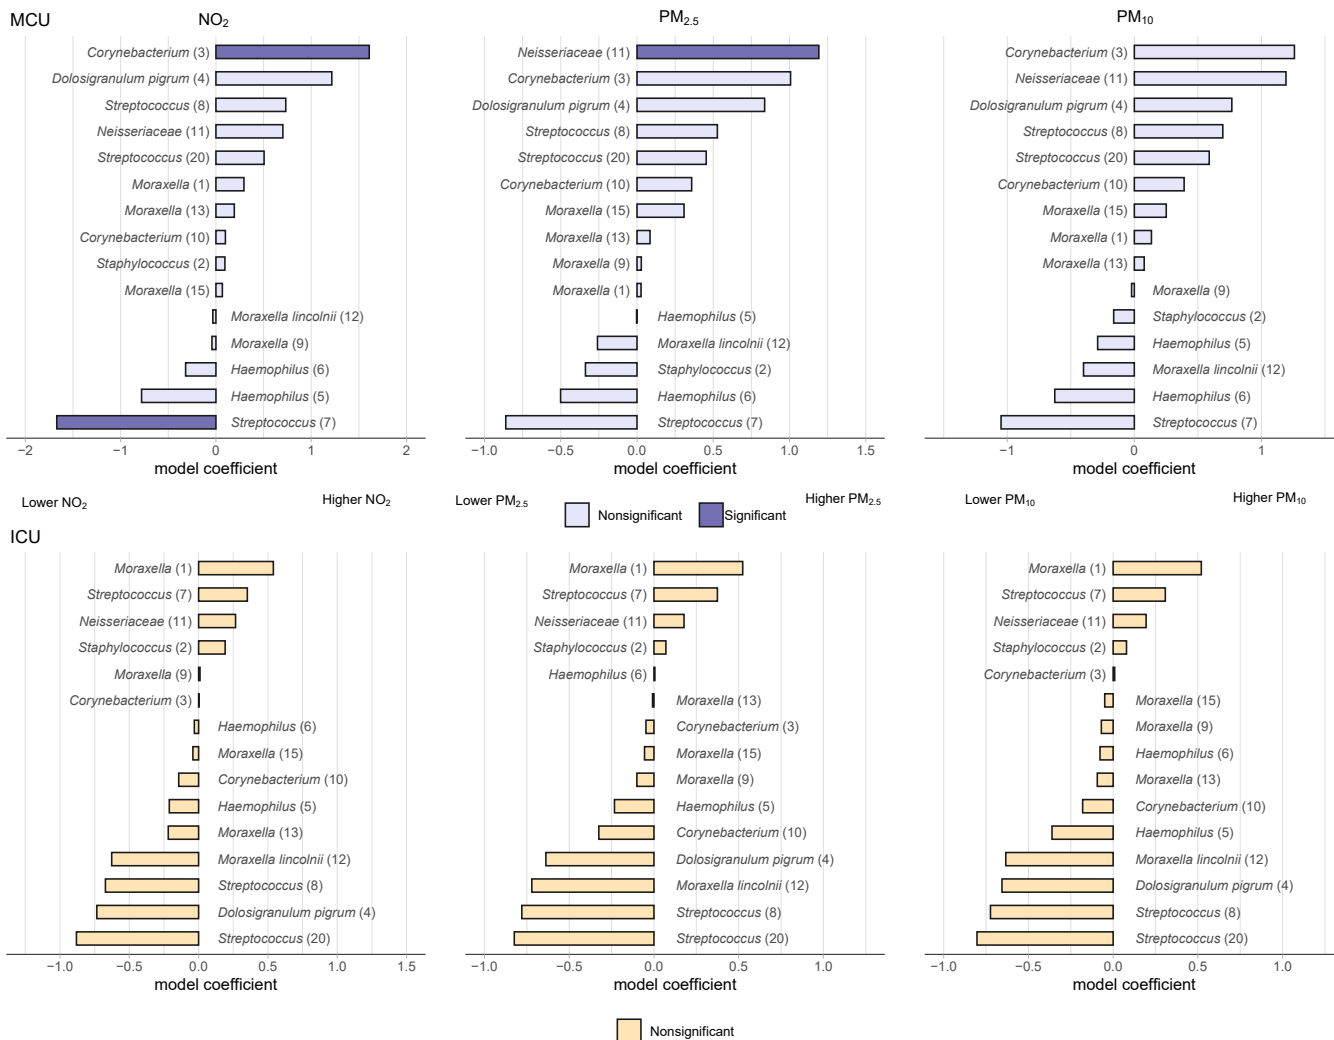 MCU
NO2
PM2.5
PM10
Corynebacterium (3)
Dolosigranulum pigrum (4)
Streptococcus (8)
Neisseriaceae (11)
Streptococcus (20)
Moraxella (1)
Moraxella (13)
Corynebacterium (10)
Staphylococcus (2)
Moraxella (15)
Moraxella lincolnii (12)
Moraxella (9)
Haemophilus (6)
Haemophilus (5)
Streptococcus (7)
−2 −1 0 1 2
model coefficient
Lower NO2 Higher NO2
Neisseriaceae (11)
Corynebacterium (3)
Dolosigranulum pigrum (4)
Streptococcus (8)
Streptococcus (20)
Corynebacterium (10)
Moraxella (15)
Moraxella (13)
Moraxella (9)
Moraxella (1)
Haemophilus (5)
Moraxella lincolnii (12)
Staphylococcus (2)
Haemophilus (6)
Streptococcus (7)
−1.0 −0.5 0.0 0.5 1.0 1.5
model coefficient
Lower PM2.5 Higher PM2.5
Corynebacterium (3)
Neisseriaceae (11)
Dolosigranulum pigrum (4)
Streptococcus (8)
Streptococcus (20)
Corynebacterium (10)
Moraxella (15)
Moraxella (1)
Moraxella (13)
Moraxella (9)
Staphylococcus (2)
Haemophilus (5)
Moraxella lincolnii (12)
Haemophilus (6)
Streptococcus (7)
−1 0 1
model coefficient
Lower PM10 Higher PM10
Nonsignificant Significant
ICU
Moraxella (1)
Streptococcus (7)
Neisseriaceae (11)
Staphylococcus (2)
Moraxella (9)
Corynebacterium (3)
Haemophilus (6)
Moraxella (15)
Corynebacterium (10)
Haemophilus (5)
Moraxella (13)
Moraxella lincolnii (12)
Streptococcus (8)
Dolosigranulum pigrum (4)
Streptococcus (20)
−1.0 −0.5 0.0 0.5 1.0 1.5
model coefficient
Moraxella (1)
Streptococcus (7)
Neisseriaceae (11)
Staphylococcus (2)
Haemophilus (6)
Moraxella (13)
Corynebacterium (3)
Moraxella (15)
Moraxella (9)
Haemophilus (5)
Corynebacterium (10)
Dolosigranulum pigrum (4)
Moraxella lincolnii (12)
Streptococcus (8)
Streptococcus (20)
−1.0 −0.5 0.0 0.5 1.0
model coefficient
Moraxella (1)
Streptococcus (7)
Neisseriaceae (11)
Staphylococcus (2)
Corynebacterium (3)
Moraxella (15)
Moraxella (9)
Haemophilus (6)
Moraxella (13)
Corynebacterium (10)
Haemophilus (5)
Moraxella lincolnii (12)
Dolosigranulum pigrum (4)
Streptococcus (8)
Streptococcus (20)
−1.0 −0.5 0.0 0.5 1.0
model coefficient
Nonsignificant